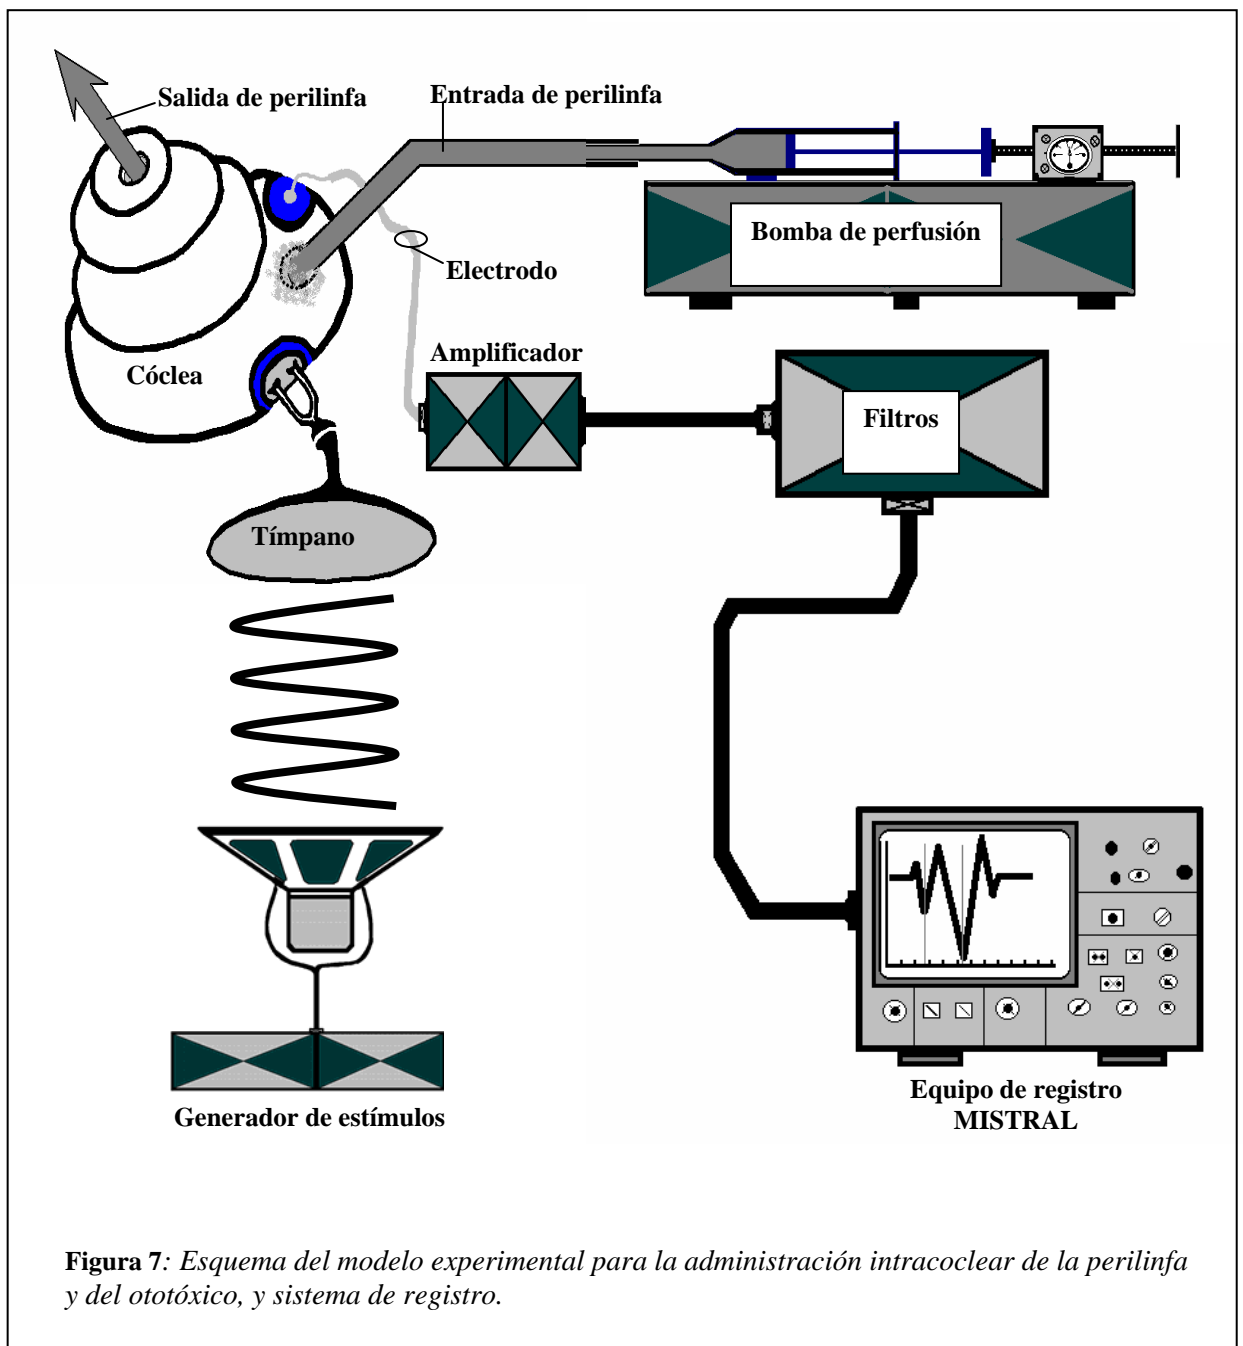 Salida de perilinfa
Entrada de perilinfa
Bomba de perfusión
Electrodo
Amplificador
Cóclea
Filtros
Tímpano
Equipo de registro
MISTRAL
Generador de estímulos
Figura 7: Esquema del modelo experimental para la administración intracoclear de la perilinfa
y del ototóxico, y sistema de registro.